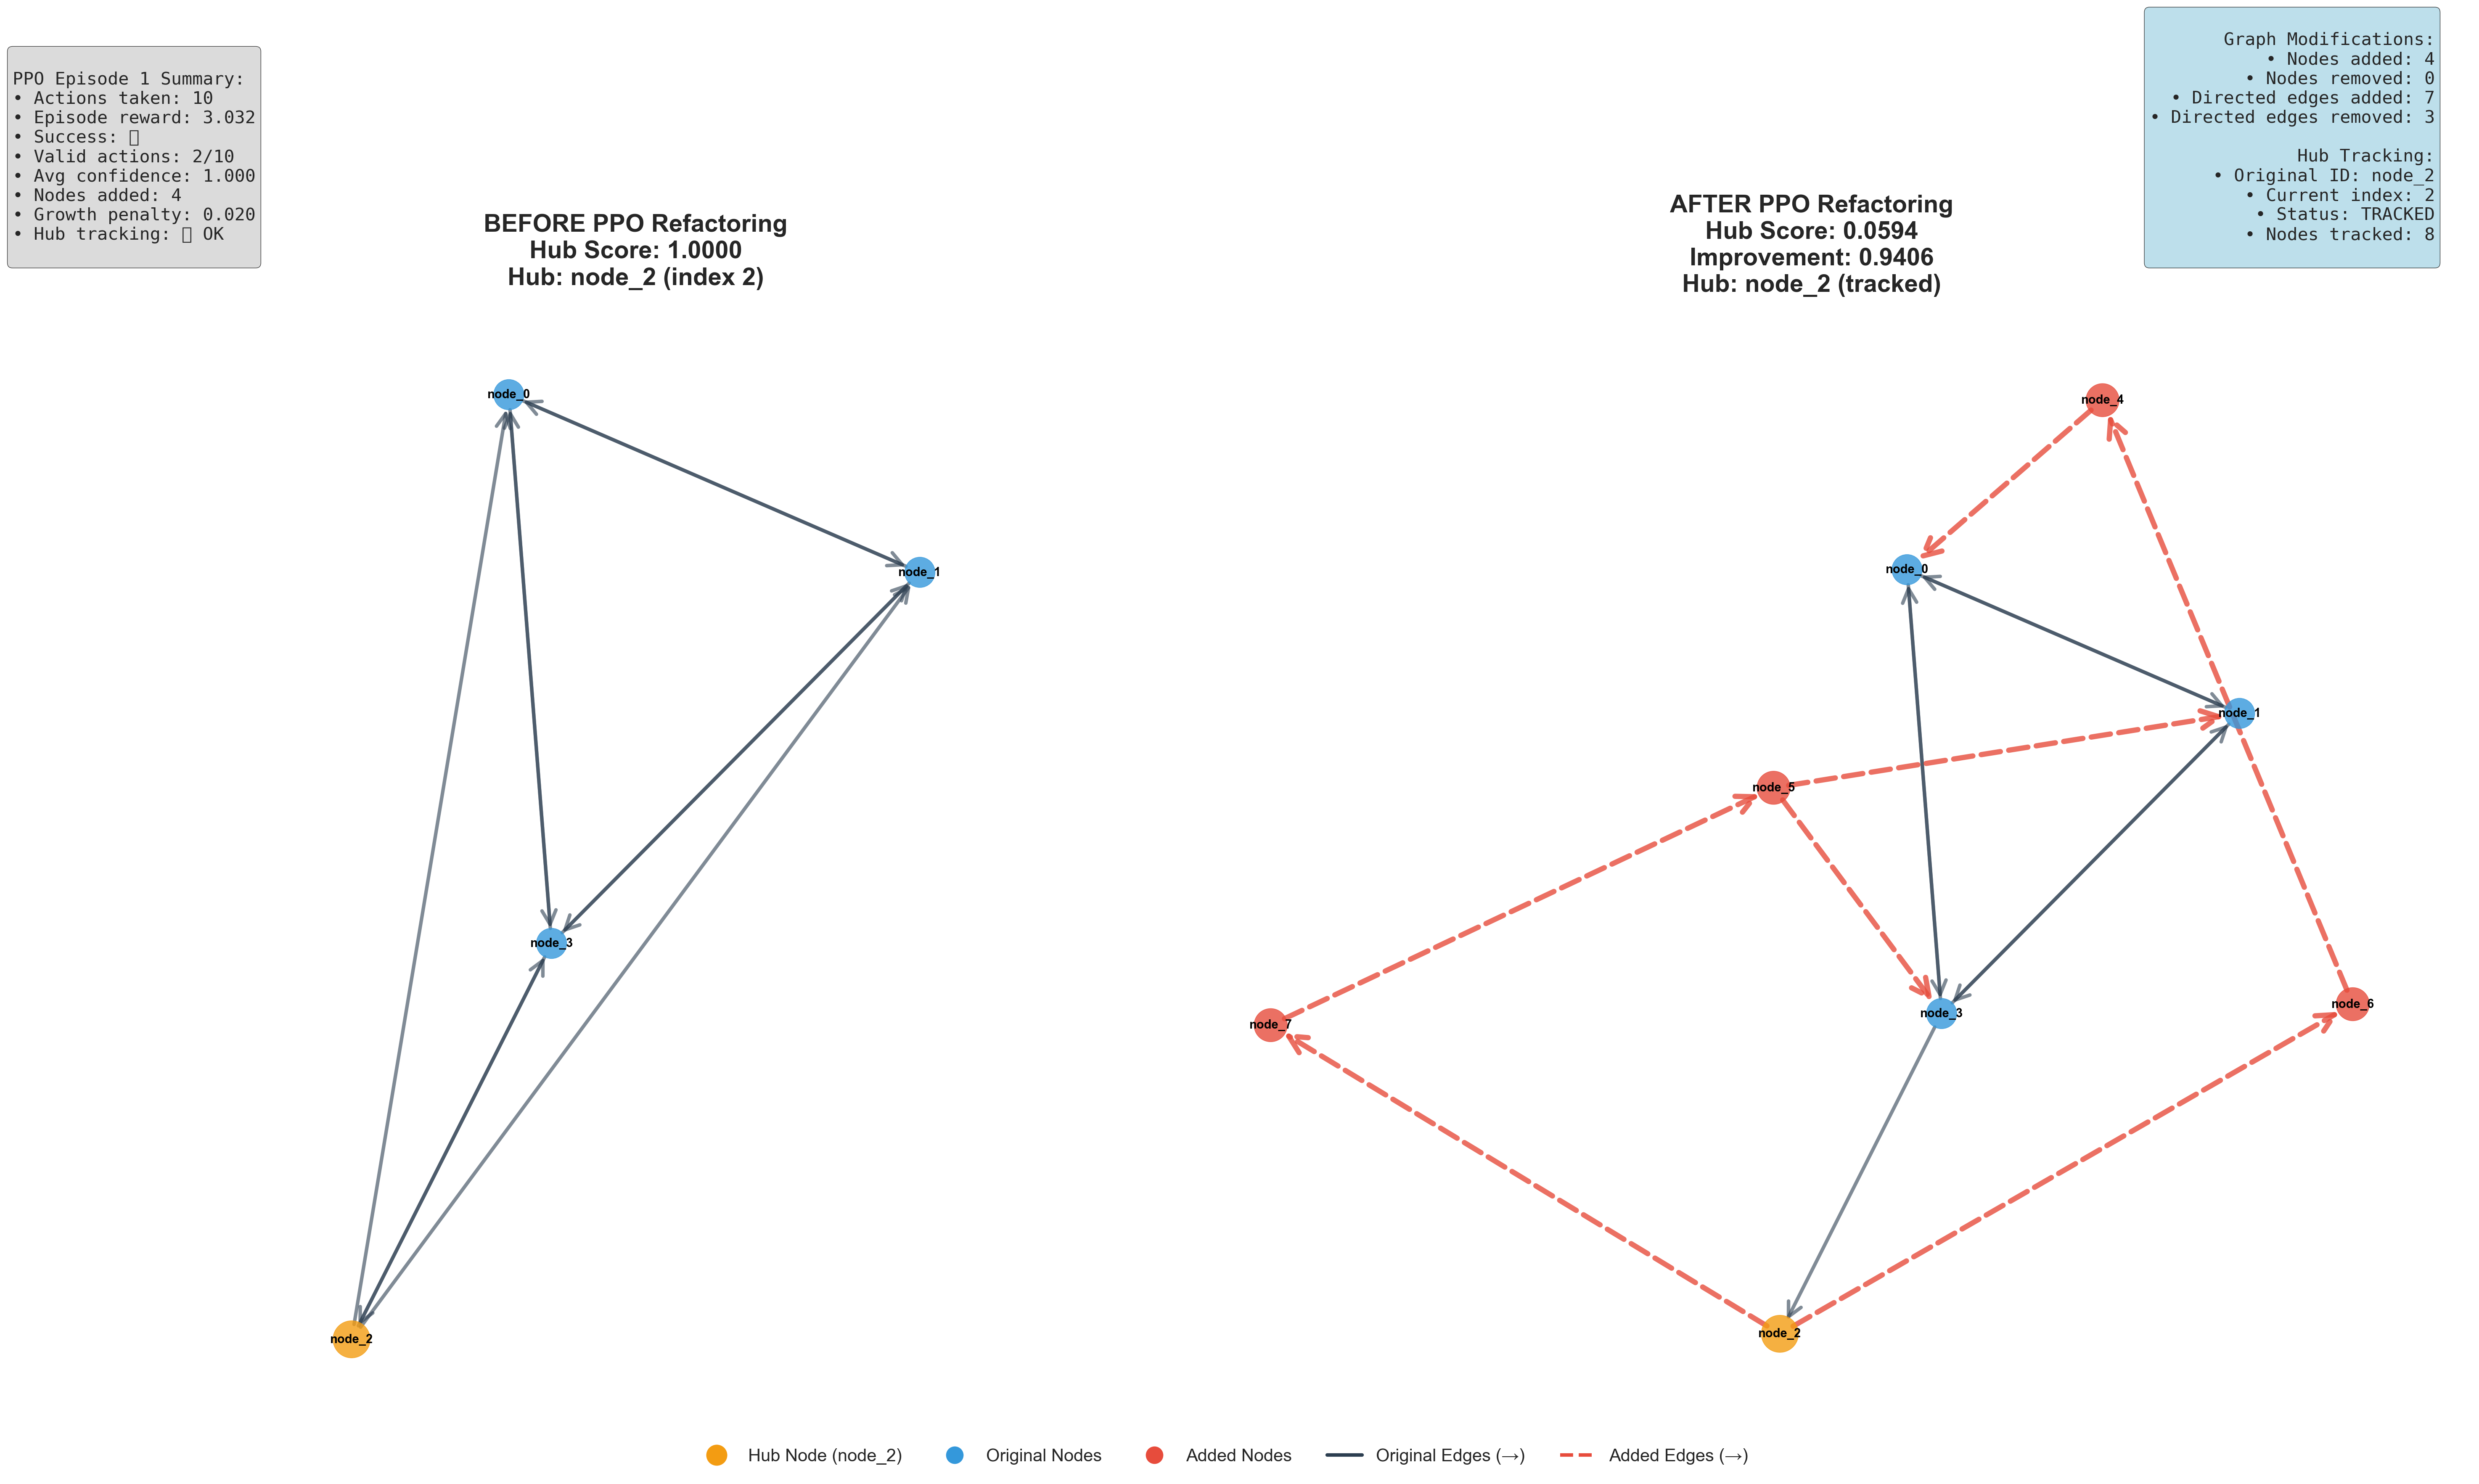 PPO Episode 1 Summary:
• Actions taken: 10
• Episode reward: 3.032
• Success: 
• Valid actions: 2/10
• Avg confidence: 1.000
• Nodes added: 4
• Growth penalty: 0.020
• Hub tracking: OK
BEFORE PPO Refactoring
Hub Score: 1.0000
Hub: node_2 (index 2)
node_0
node_1
node_3
node_2
AFTER PPO Refactoring
Hub Score: 0.0594
Improvement: 0.9406
Hub: node_2 (tracked)
Graph Modifications:
• Nodes added: 4
• Nodes removed: 0
• Directed edges added: 7
• Directed edges removed: 3
Hub Tracking:
• Original ID: node_2
• Current index: 2
• Status: TRACKED
• Nodes tracked: 8
node_4
node_0
node_1
node_5
node_6
node_3
node_7
node_2
Hub Node (node_2)
Original Nodes
Added Nodes
Original Edges (→)
Added Edges (→)